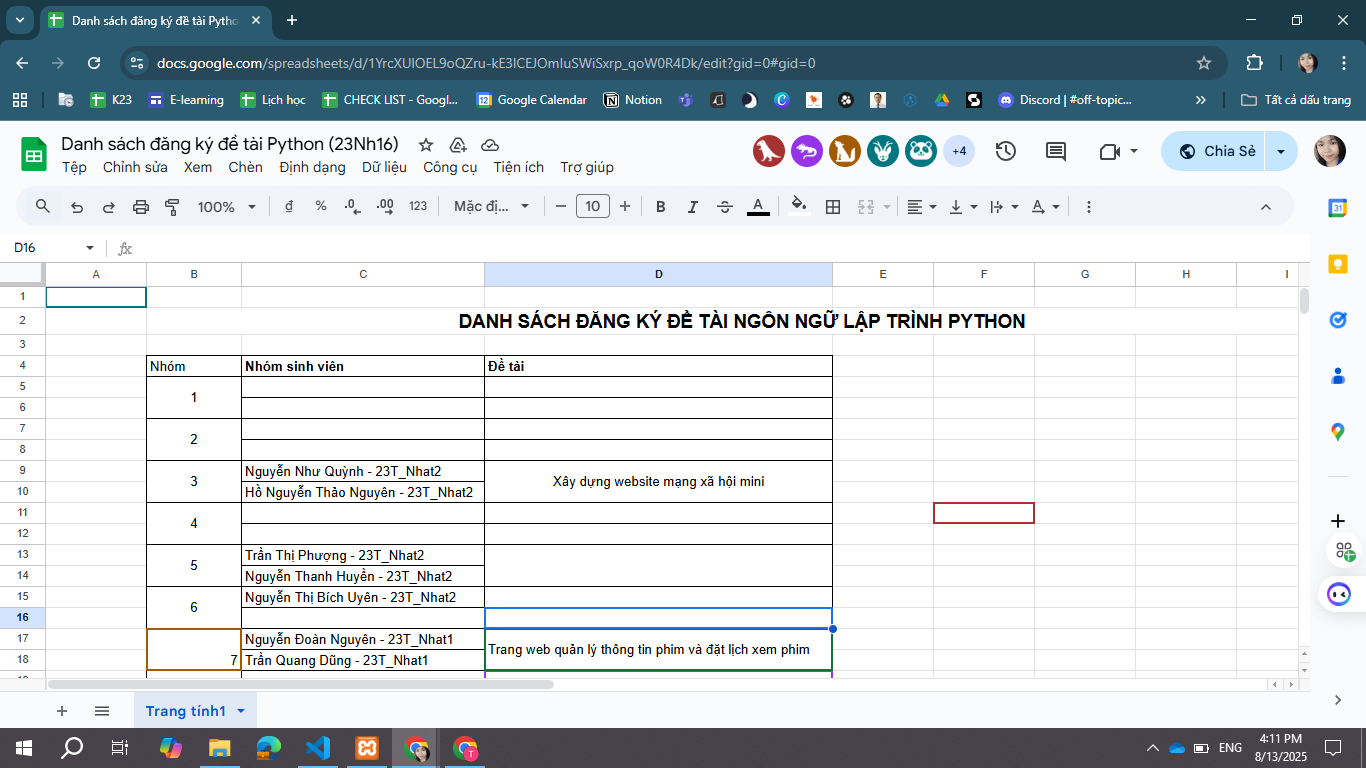 Danh sách đăng ký đề tài Pytho
docs.google.com/spreadsheets/d/1YrcXUlOEL9oQZru-kE3lCEJOmIuSWiSxrp_qoW0R4Dk/edit?gid=0#gid=0
K23 E-learning Lịch học CHECK LIST - Googl... Google Calendar Notion Discord | #off-topic... » Tất cả dấu trang
Danh sách đăng ký đề tài Python (23Nh16)
+4 Chia Sẻ
Tệp Chỉnh sửa Xem Chèn Định dạng Dữ liệu Công cụ Tiện ích Trợ giúp
100% đ % .0 .00 123 Mặc đị... 10 B I S A
31
D16 fx
A B C D E F G H I
1
2 DANH SÁCH ĐĂNG KÝ ĐỀ TÀI NGÔN NGỮ LẬP TRÌNH PYTHON
3
4 Nhóm Nhóm sinh viên Đề tài
5
1
6
7
2
8
9 Nguyễn Như Quỳnh - 23T_Nhat2
3 Xây dựng website mạng xã hội mini
10 Hồ Nguyễn Thảo Nguyên - 23T_Nhat2
11
4
12
13 Trần Thị Phượng - 23T_Nhat2
5
14 Nguyễn Thanh Huyền - 23T_Nhat2
15 Nguyễn Thị Bích Uyên - 23T_Nhat2
6
16
17 Nguyễn Đoàn Nguyên - 23T_Nhat1
Trang web quản lý thông tin phim và đặt lịch xem phim
18 7 Trần Quang Dũng - 23T_Nhat1
Trang tính1
T
ENG
4:11 PM
8/13/2025